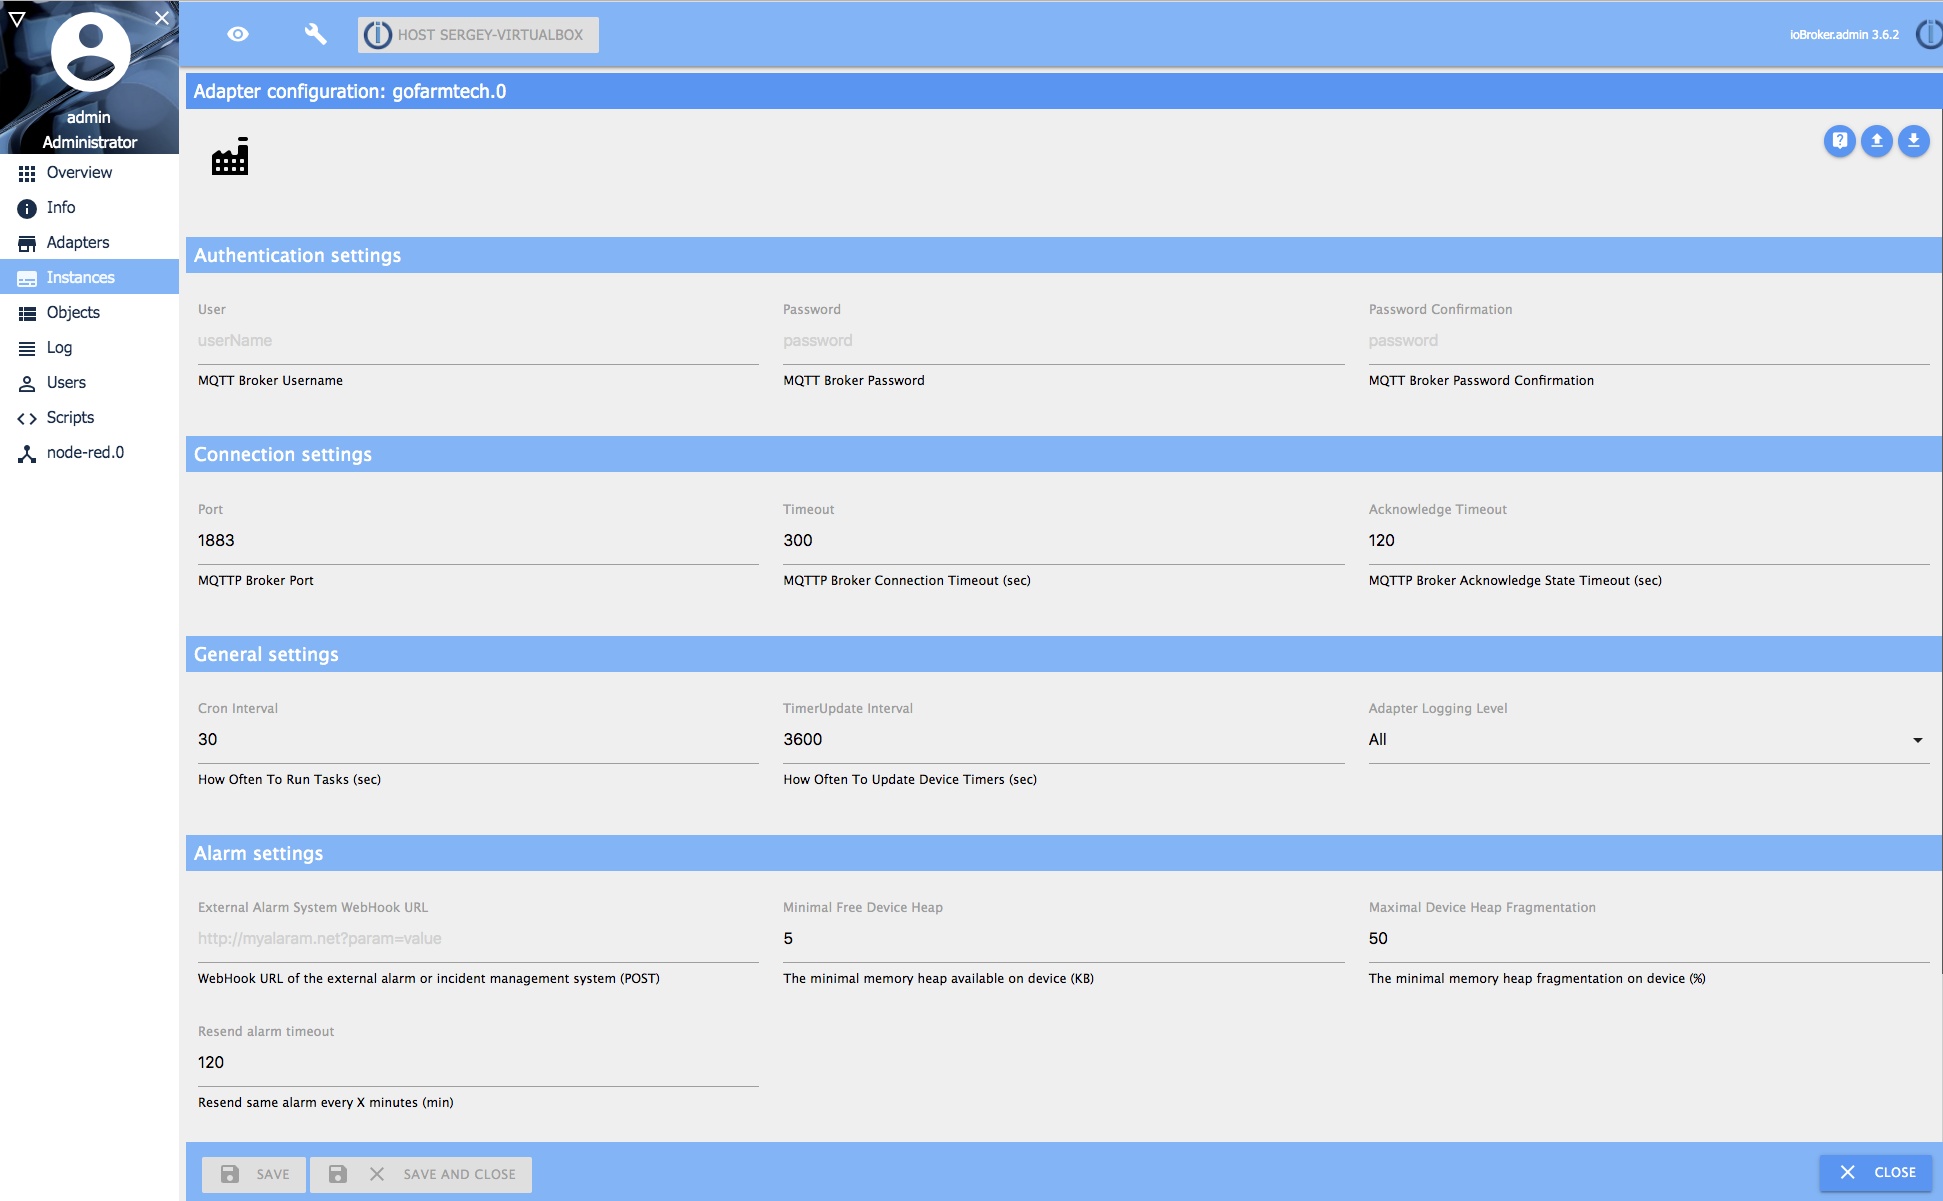 HOST SERGEY-VIRTUALBOX
ioBroker.admin 3.6.2
admin
Administrator
Overview
Info
Adapters
Instances
Objects
Log
Users
Scripts
node-red.0
Adapter configuration: gofarmtech.0
Authentication settings
User
Password
Password Confirmation
userName
password
password
MQTT Broker Username
MQTT Broker Password
MQTT Broker Password Confirmation
Connection settings
Port
Timeout
Acknowledge Timeout
1883
300
120
MQTTP Broker Port
MQTTP Broker Connection Timeout (sec)
MQTTP Broker Acknowledge State Timeout (sec)
General settings
Cron Interval
TimerUpdate Interval
Adapter Logging Level
30
3600
All
How Often To Run Tasks (sec)
How Often To Update Device Timers (sec)
Alarm settings
External Alarm System WebHook URL
Minimal Free Device Heap
Maximal Device Heap Fragmentation
http://myalaram.net?param=value
5
50
WebHook URL of the external alarm or incident management system (POST)
The minimal memory heap available on device (KB)
The minimal memory heap fragmentation on device (%)
Resend alarm timeout
120
Resend same alarm every X minutes (min)
SAVE
SAVE AND CLOSE
CLOSE